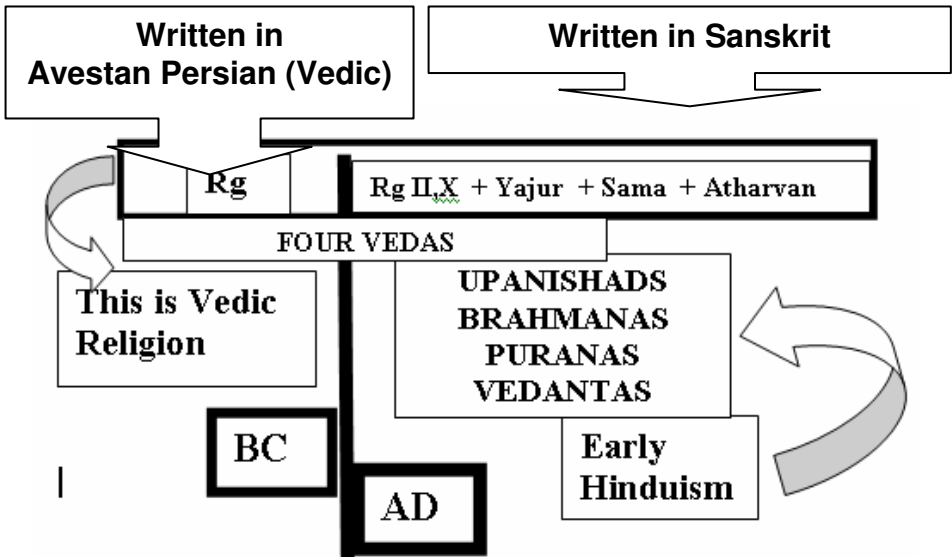 Written in
Avestan Persian (Vedic)
Written in Sanskrit
Rg
Rg II,X + Yajur + Sama + Atharvan
FOUR VEDAS
This is Vedic
Religion
UPANISHADS
BRAHMANAS
PURANAS
VEDANTAS
BC
Early
Hinduism
AD